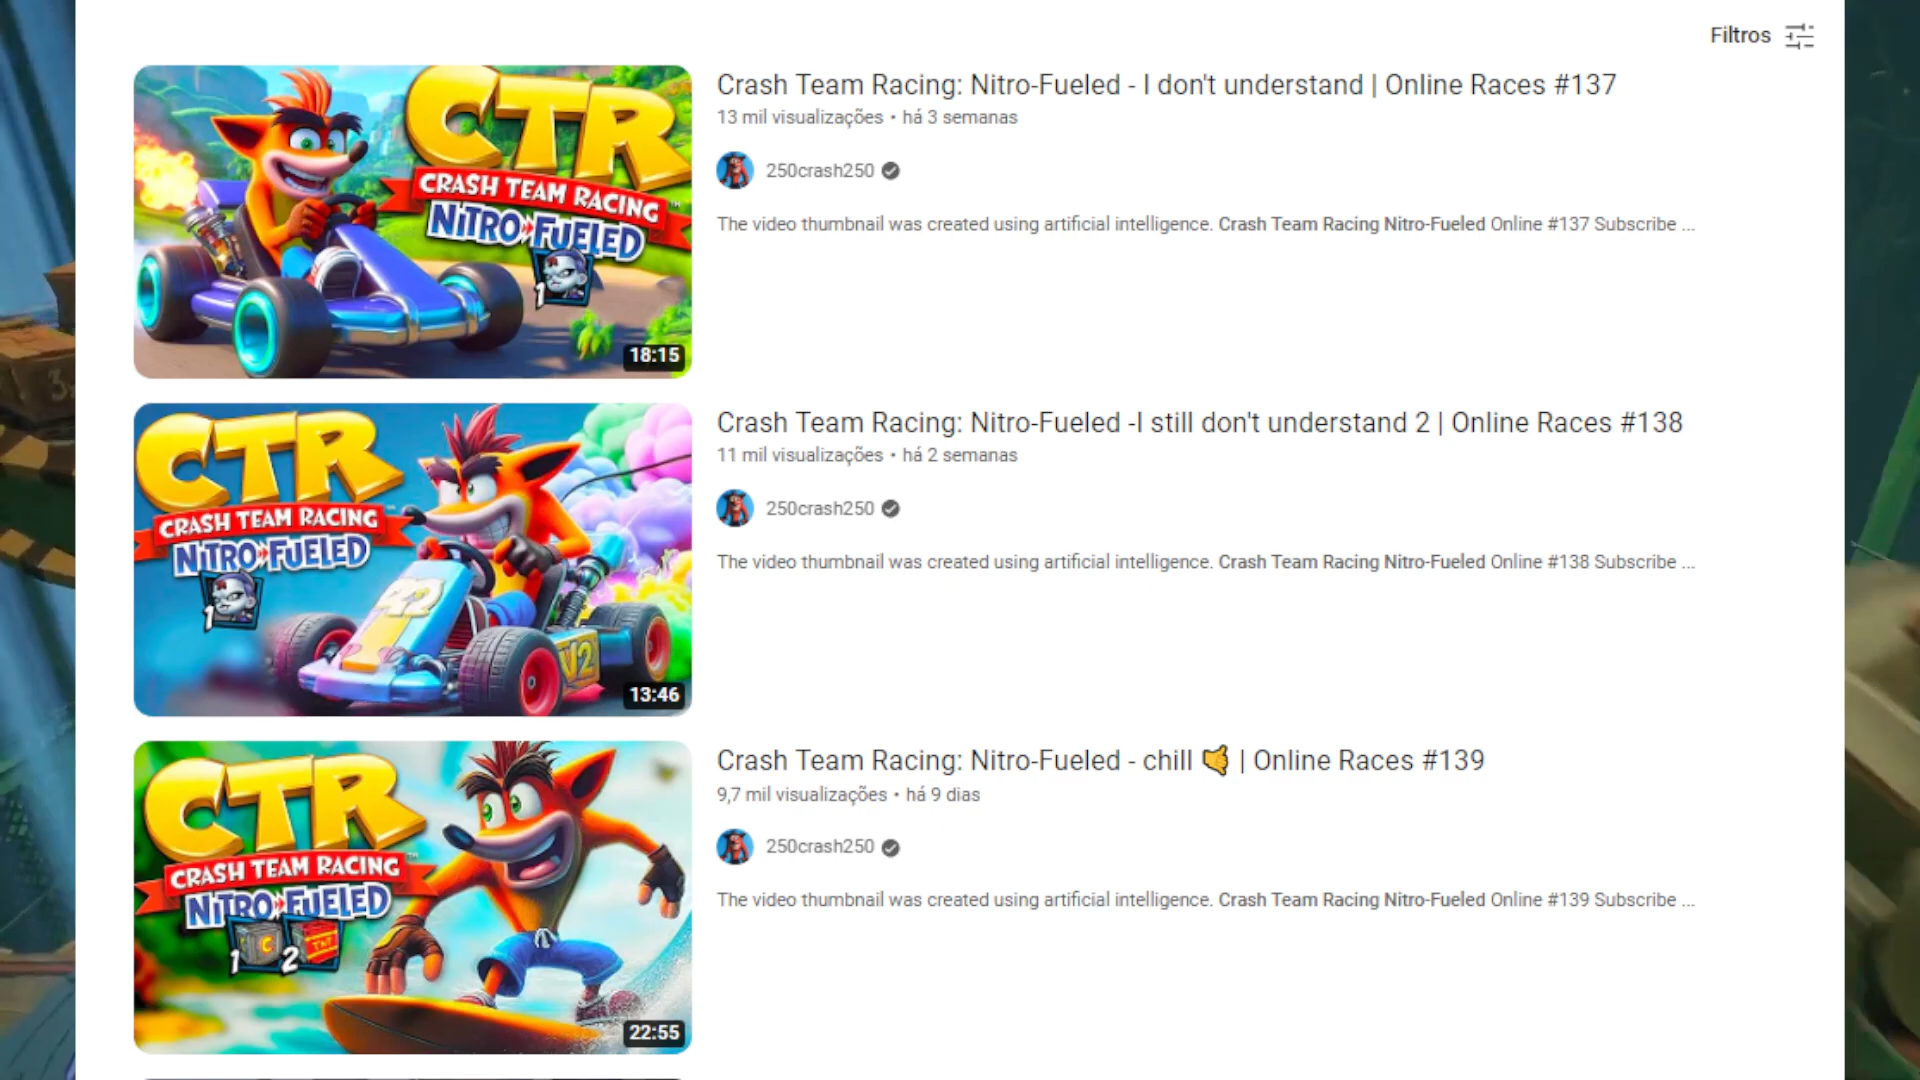 Filtros
CTR
CRASH TEAM RACING
NITRO FUELED
1
18:15
Crash Team Racing: Nitro-Fueled - I don't understand | Online Races #137
13 mil visualizações • há 3 semanas
250crash250
The video thumbnail was created using artificial intelligence. Crash Team Racing Nitro-Fueled Online #137 Subscribe ...
CTR
CRASH TEAM RACING
NITRO FUELED
1
V2
13:46
Crash Team Racing: Nitro-Fueled -I still don't understand 2 | Online Races #138
11 mil visualizações • há 2 semanas
250crash250
The video thumbnail was created using artificial intelligence. Crash Team Racing Nitro-Fueled Online #138 Subscribe ...
CTR
CRASH TEAM RACING
NITRO FUELED
1 C 2 TNT
22:55
Crash Team Racing: Nitro-Fueled - chill 🤙 | Online Races #139
9,7 mil visualizações • há 9 dias
250crash250
The video thumbnail was created using artificial intelligence. Crash Team Racing Nitro-Fueled Online #139 Subscribe ...